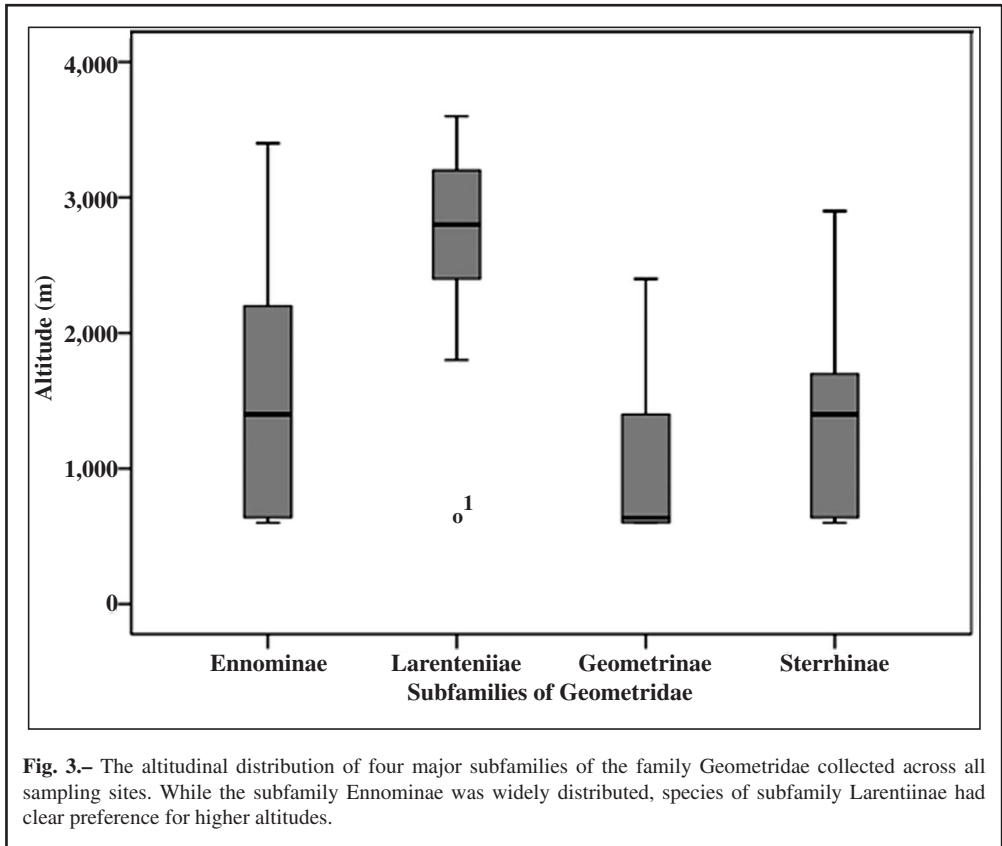 4,000
3,000
2,000
1,000
0
Altitude (m)
o1
Ennominae Larenteniiae Geometrinae Sterrhinae
Subfamilies of Geometridae
Fig. 3.– The altitudinal distribution of four major subfamilies of the family Geometridae collected across all
sampling sites. While the subfamily Ennominae was widely distributed, species of subfamily Larentiinae had
clear preference for higher altitudes.